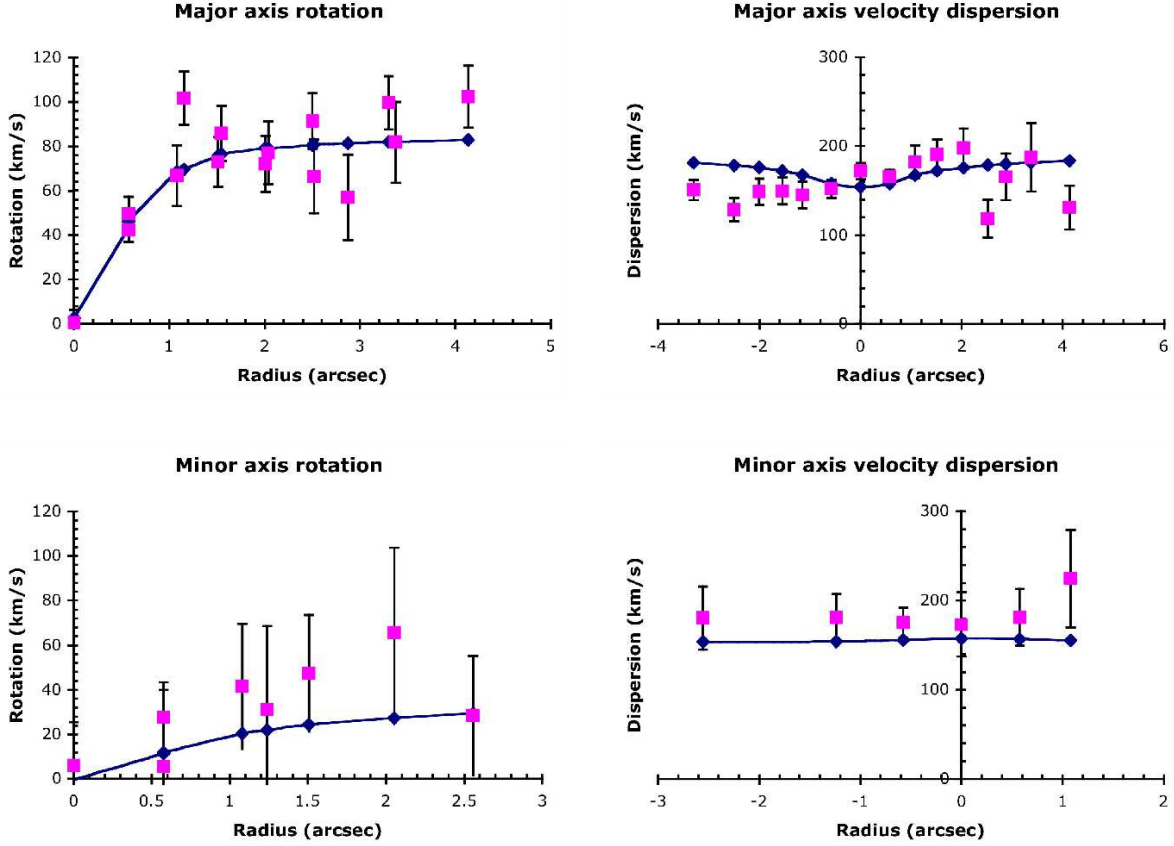 Major axis rotation
Rotation (km/s)
120
100
80
60
40
20
0
0 1 2 3 4 5
Radius (arcsec)
Major axis velocity dispersion
Dispersion (km/s)
300
200
100
0
-4 -2 0 2 4 6
Radius (arcsec)
Minor axis rotation
Rotation (km/s)
120
100
80
60
40
20
0
0 0.5 1 1.5 2 2.5 3
Radius (arcsec)
Minor axis velocity dispersion
Dispersion (km/s)
300
200
100
0
-3 -2 -1 0 1 2
Radius (arcsec)